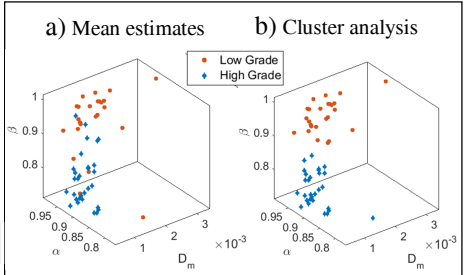 a) Mean estimates
b) Cluster analysis
Low Grade
High Grade
1
0.9
0.8
β
0.95
0.9
0.85
0.8
α
1
2
3
×10⁻³
D_m
1
0.9
0.8
β
0.95
0.9
0.85
0.8
α
1
2
3
×10⁻³
D_m